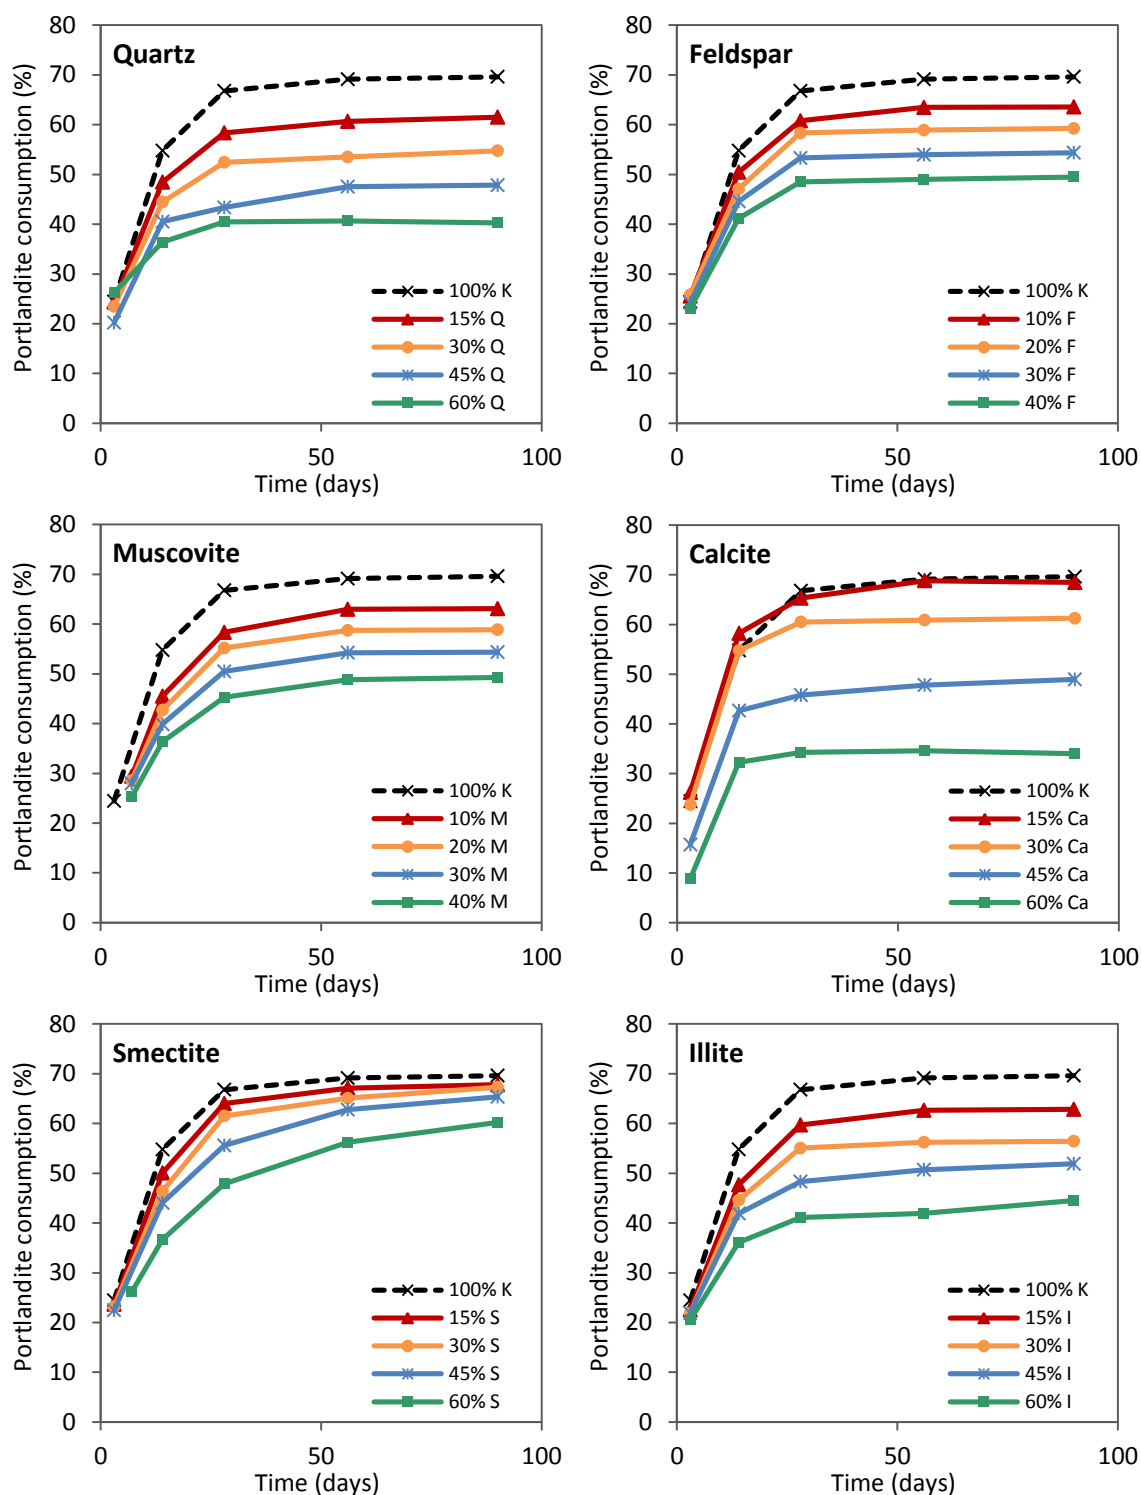 Quartz
Portlandite consumption (%)
80
70
60
50
40
30
20
10
0
0 50 100
Time (days)
100% K
15% Q
30% Q
45% Q
60% Q
Feldspar
Portlandite consumption (%)
80
70
60
50
40
30
20
10
0
0 50 100
Time (days)
100% K
10% F
20% F
30% F
40% F
Muscovite
Portlandite consumption (%)
80
70
60
50
40
30
20
10
0
0 50 100
Time (days)
100% K
10% M
20% M
30% M
40% M
Calcite
Portlandite consumption (%)
80
70
60
50
40
30
20
10
0
0 50 100
Time (days)
100% K
15% Ca
30% Ca
45% Ca
60% Ca
Smectite
Portlandite consumption (%)
80
70
60
50
40
30
20
10
0
0 50 100
Time (days)
100% K
15% S
30% S
45% S
60% S
Illite
Portlandite consumption (%)
80
70
60
50
40
30
20
10
0
0 50 100
Time (days)
100% K
15% I
30% I
45% I
60% I